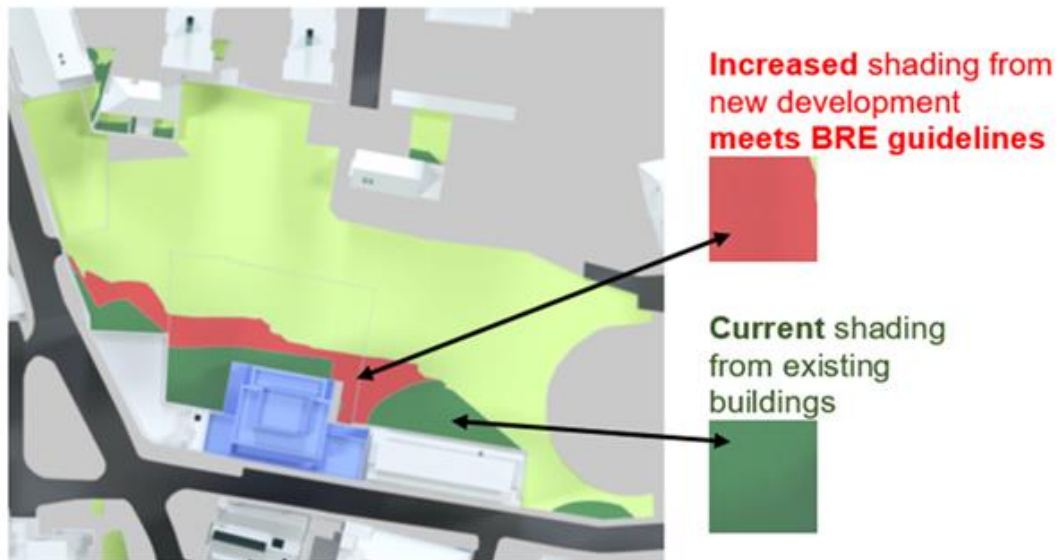 Increased shading from
new development
meets BRE guidelines
Current shading
from existing
buildings